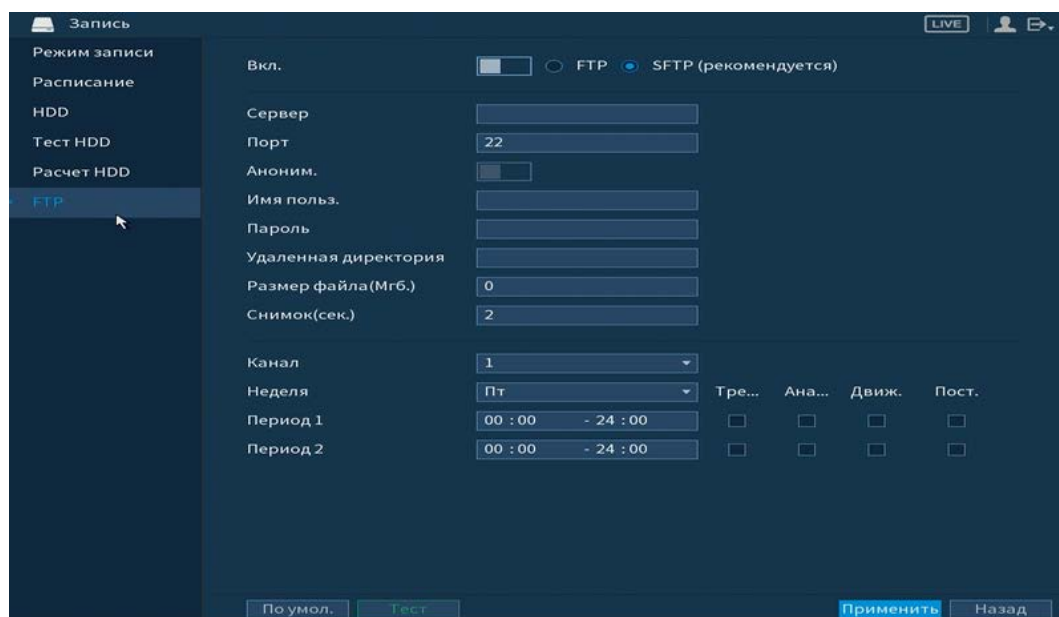 Запись LIVE
Режим записи
Расписание
HDD
Тест HDD
Расчет HDD
FTP
Вкл. FTP SFTP (рекомендуется)
Сервер
Порт 22
Аноним.
Имя польз.
Пароль
Удаленная директория
Размер файла(Мгб.) 0
Снимок(сек.) 2
Канал 1
Неделя Пт Тре... Ана... Движ. Пост.
Период 1 00 : 00 - 24 : 00
Период 2 00 : 00 - 24 : 00
По умол. Тест Применить Назад